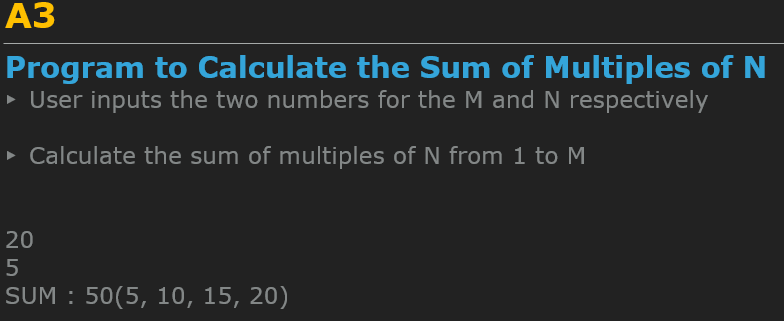 A3
Program to Calculate the Sum of Multiples of N
‣ User inputs the two numbers for the M and N respectively
‣ Calculate the sum of multiples of N from 1 to M
20
5
SUM : 50(5, 10, 15, 20)